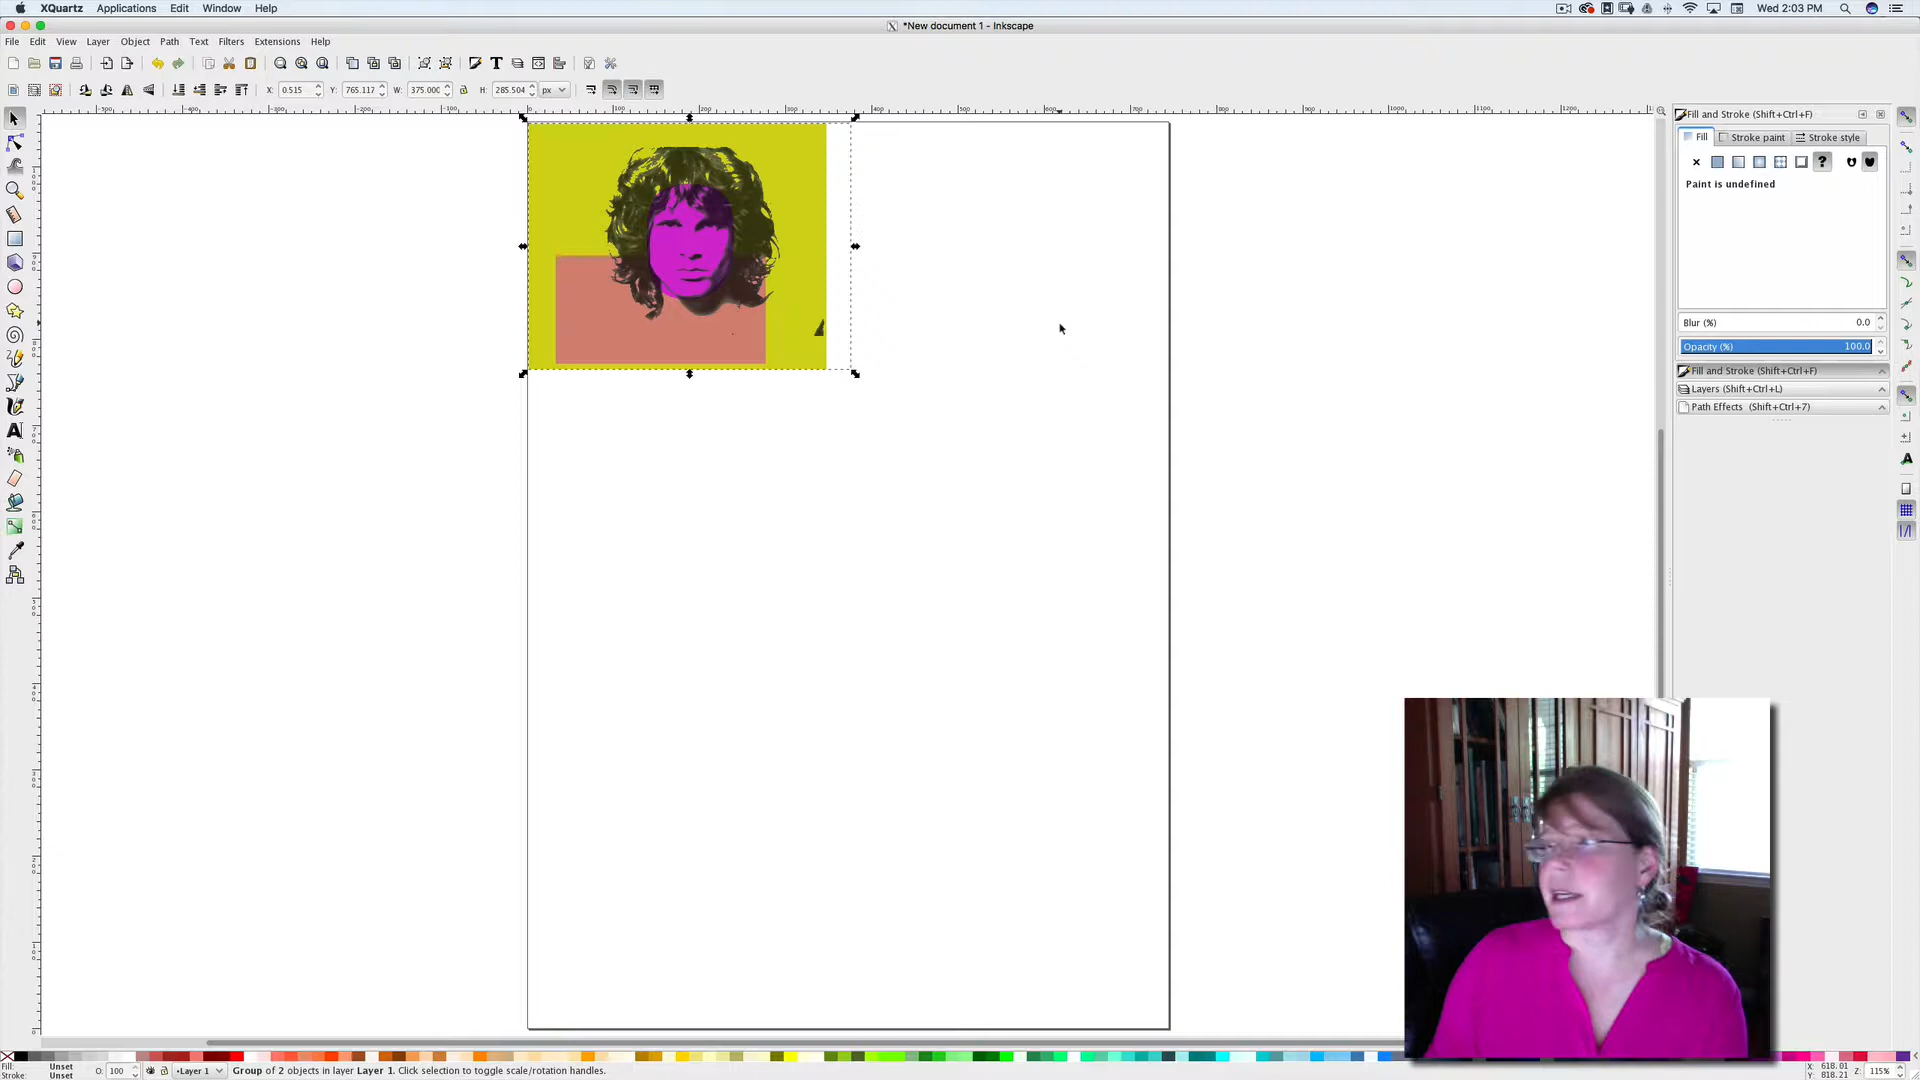 XQuartz Applications Edit Window Help
Wed 2:03 PM
*New document 1 - Inkscape
File Edit View Layer Object Path Text Filters Extensions Help
X: 0.515 Y: 765.117 W: 375.000 H: 285.504 px
Fill and Stroke (Shift+Ctrl+F)
Fill Stroke paint Stroke style
?
Paint is undefined
Blur (%) 0.0
Opacity (%) 100.0
Fill and Stroke (Shift+Ctrl+F)
Layers (Shift+Ctrl+L)
Path Effects (Shift+Ctrl+7)
Fill: Unset
Stroke: Unset
O: 100
•Layer 1
Group of 2 objects in layer Layer 1. Click selection to toggle scale/rotation handles.
X: 618.01
Y: 818.21
Z: 115%